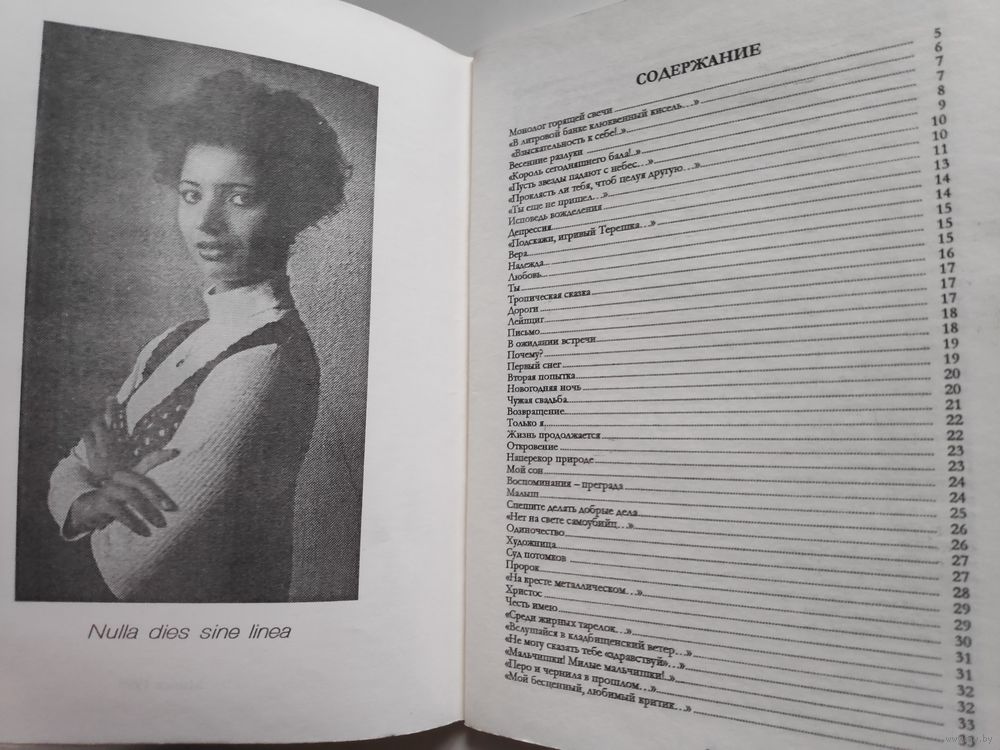 Nulla dies sine linea
СОДЕРЖАНИЕ
Монолог горящей свечи 5
«В литровой банке клюквенный кисель…» 6
«Взыскательность к себе!..» 7
Весенние разлуки 7
«Король сегодняшнего бала!..» 8
«Пусть звезды падают с небес…» 9
«Проклясть ли тебя, чтоб целуя другую…» 10
«Ты еще не пришел…» 10
Исповедь вожделения 11
Депрессия 13
«Подскажи, игривый Терешка…» 14
Вера 14
Надежда 15
Любовь 15
Ты 15
Тропическая сказка 16
Дороги 17
Лейпциг 17
Письмо 17
В ожидании встречи 18
Почему? 18
Первый снег 19
Вторая попытка 19
Новогодняя ночь 20
Чужая свадьба 20
Возвращение 21
Только я 22
Жизнь продолжается 22
Откровение 23
Наперекор природе 23
Мой сон 24
Воспоминания – преграда 24
Малыш 25
Спешите делать добрые дела 26
«Нет на свете самоубийц…» 26
Одиночество 27
Художница 27
Суд потомков 28
Пророк 29
«На кресте металлическом…» 29
Христос 30
Честь имею 31
«Среди жирных тарелок…» 31
«Вслушайся в кладбищенский ветер…» 32
«Не могу сказать тебе «здравствуй»…» 32
«Мальчишки! Милые мальчишки!..» 33
«Перо и чернила в прошлом…» 33
«Мой бесценный, любимый критик…»